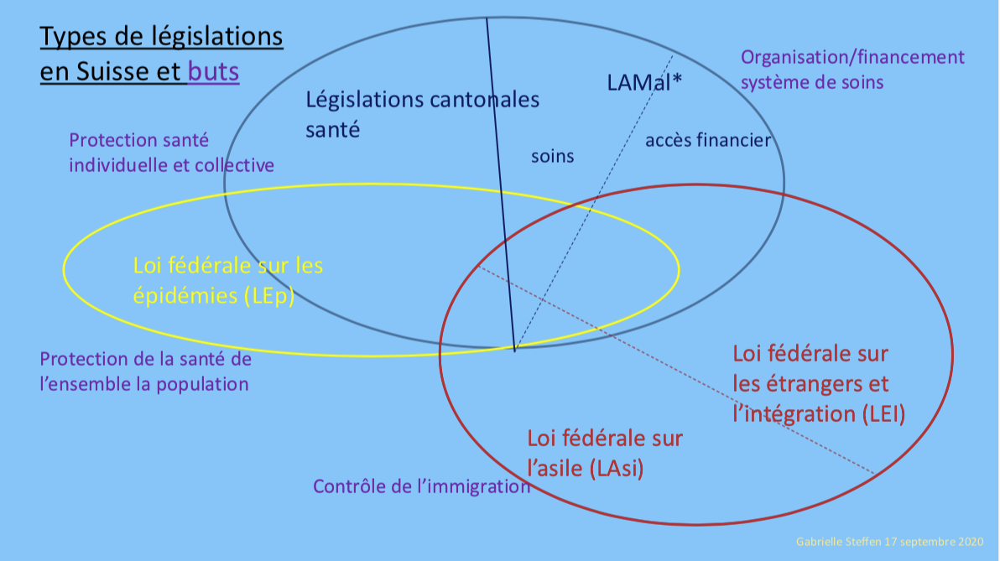 Types de législations
en Suisse et buts
Organisation/financement
système de soins
LAMal*
Législations cantonales
santé
Protection santé
individuelle et collective
accès financier
soins
Loi fédérale sur les
épidémies (LEp)
Protection de la santé de
l’ensemble la population
Loi fédérale sur
les étrangers et
l’intégration (LEI)
Loi fédérale sur
l’asile (LAsi)
Contrôle de l’immigration
Gabrielle Steffen 17 septembre 2020